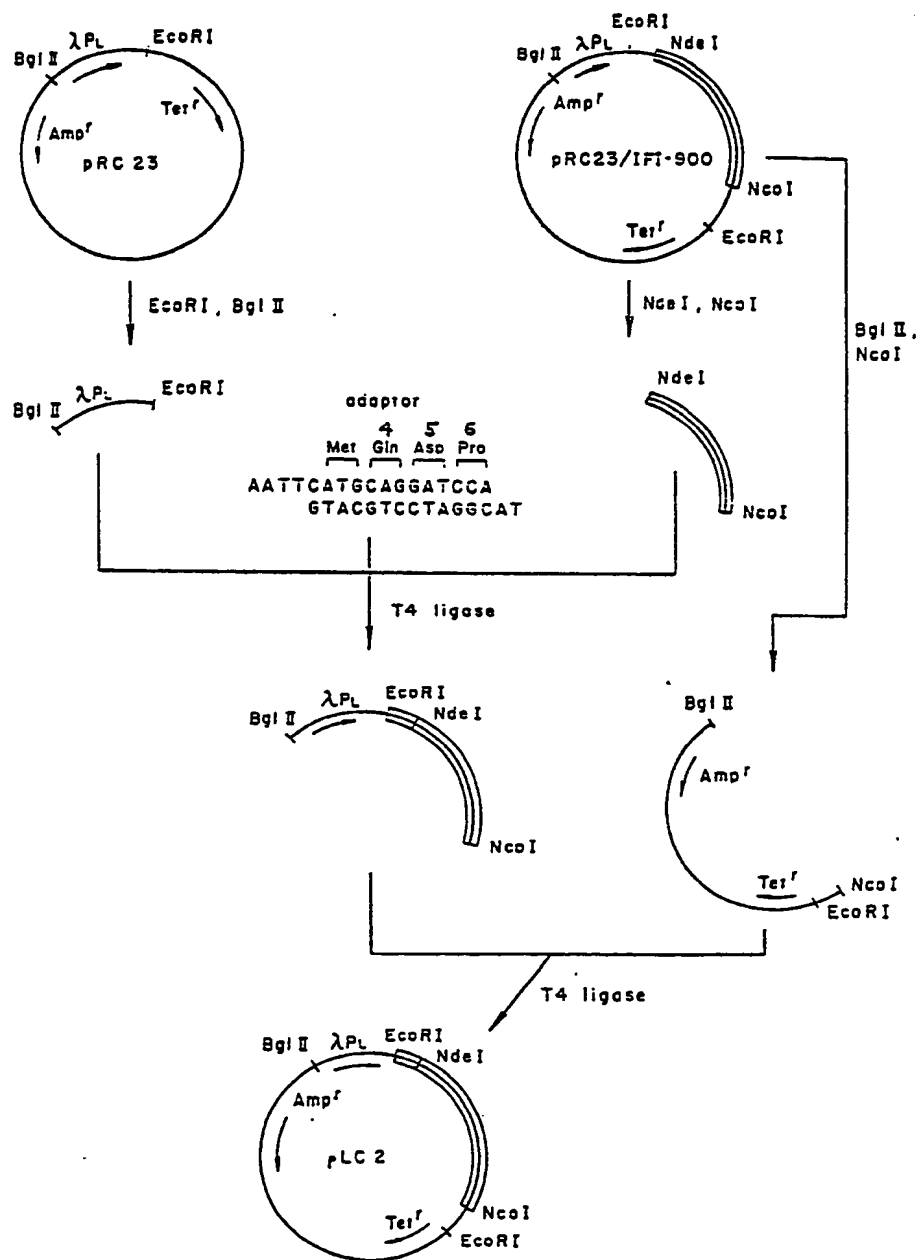 Bgl II
λPL
EcoRI
Ampr
Tetr
pRC 23
EcoRI
Bgl II
λPL
NdeI
Ampr
pRC23/IFI-900
NcoI
Tetr
EcoRI
EcoRI, Bgl II
NdeI, NcoI
Bgl II,
NcoI
Bgl II
λPL
EcoRI
NdeI
NcoI
adaptor
4 5 6
Met Gln Asp Pro
AATTCATGCAGGATCCA
GTACGTCCTAGGCAT
T4 ligase
Bgl II
λPL
EcoRI
NdeI
NcoI
Bgl II
Ampr
Tetr
NcoI
EcoRI
T4 ligase
Bgl II
λPL
EcoRI
NdeI
Ampr
pLC 2
Tetr
NcoI
EcoRI